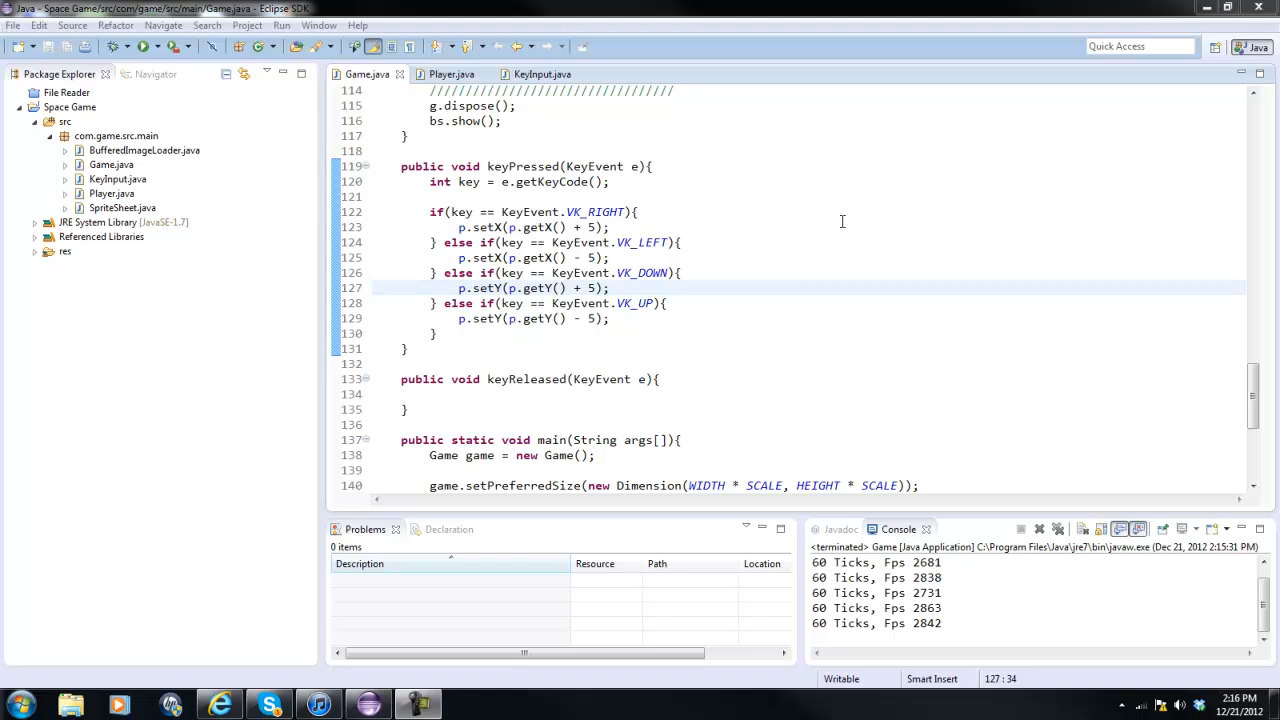 Java - Space Game/src/com/game/src/main/Game.java - Eclipse SDK
File Edit Source Refactor Navigate Search Project Run Window Help
Quick Access
Java
Package Explorer
Navigator
Game.java
Player.java
KeyInput.java
File Reader
Space Game
src
com.game.src.main
BufferedImageLoader.java
Game.java
KeyInput.java
Player.java
SpriteSheet.java
JRE System Library [JavaSE-1.7]
Referenced Libraries
res
114 //////////////////////////////////
115 g.dispose();
116 bs.show();
117 }
118
119 public void keyPressed(KeyEvent e){
120 int key = e.getKeyCode();
121
122 if(key == KeyEvent.VK_RIGHT){
123 p.setX(p.getX() + 5);
124 } else if(key == KeyEvent.VK_LEFT){
125 p.setX(p.getX() - 5);
126 } else if(key == KeyEvent.VK_DOWN){
127 p.setY(p.getY() + 5);
128 } else if(key == KeyEvent.VK_UP){
129 p.setY(p.getY() - 5);
130 }
131 }
132
133 public void keyReleased(KeyEvent e){
134
135 }
136
137 public static void main(String args[]){
138 Game game = new Game();
139
140 game.setPreferredSize(new Dimension(WIDTH * SCALE, HEIGHT * SCALE));
Problems
Declaration
0 items
Description Resource Path Location
Javadoc
Console
<terminated> Game [Java Application] C:\Program Files\Java\jre7\bin\javaw.exe (Dec 21, 2012 2:15:31 PM)
60 Ticks, Fps 2681
60 Ticks, Fps 2838
60 Ticks, Fps 2731
60 Ticks, Fps 2863
60 Ticks, Fps 2842
Writable Smart Insert 127 : 34
2:16 PM
12/21/2012